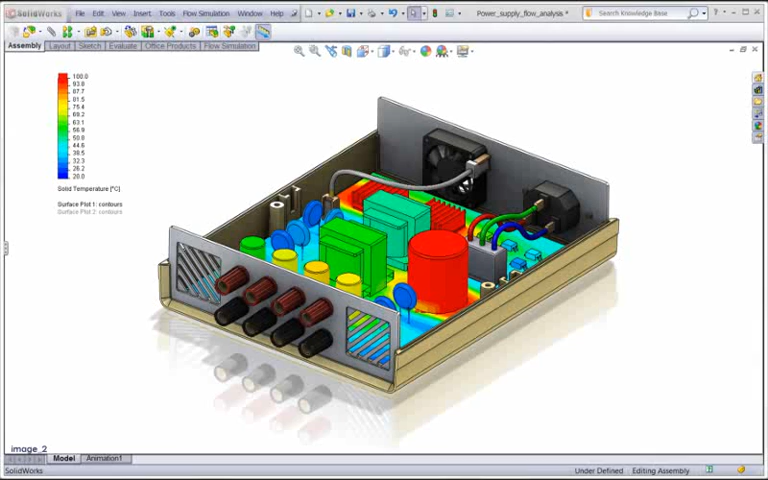 SolidWorks
File Edit View Insert Tools Flow Simulation Window Help
Power_supply_flow_analysis *
Search Knowledge Base
Assembly Layout Sketch Evaluate Office Products Flow Simulation
100.0
93.8
87.5
81.5
75.4
69.2
63.1
56.9
50.8
44.6
38.5
32.3
26.2
20.0
Solid Temperature [°C]
Surface Plot 1: contours
Surface Plot 2: contours
image_2
Model Animation1
SolidWorks
Under Defined Editing Assembly